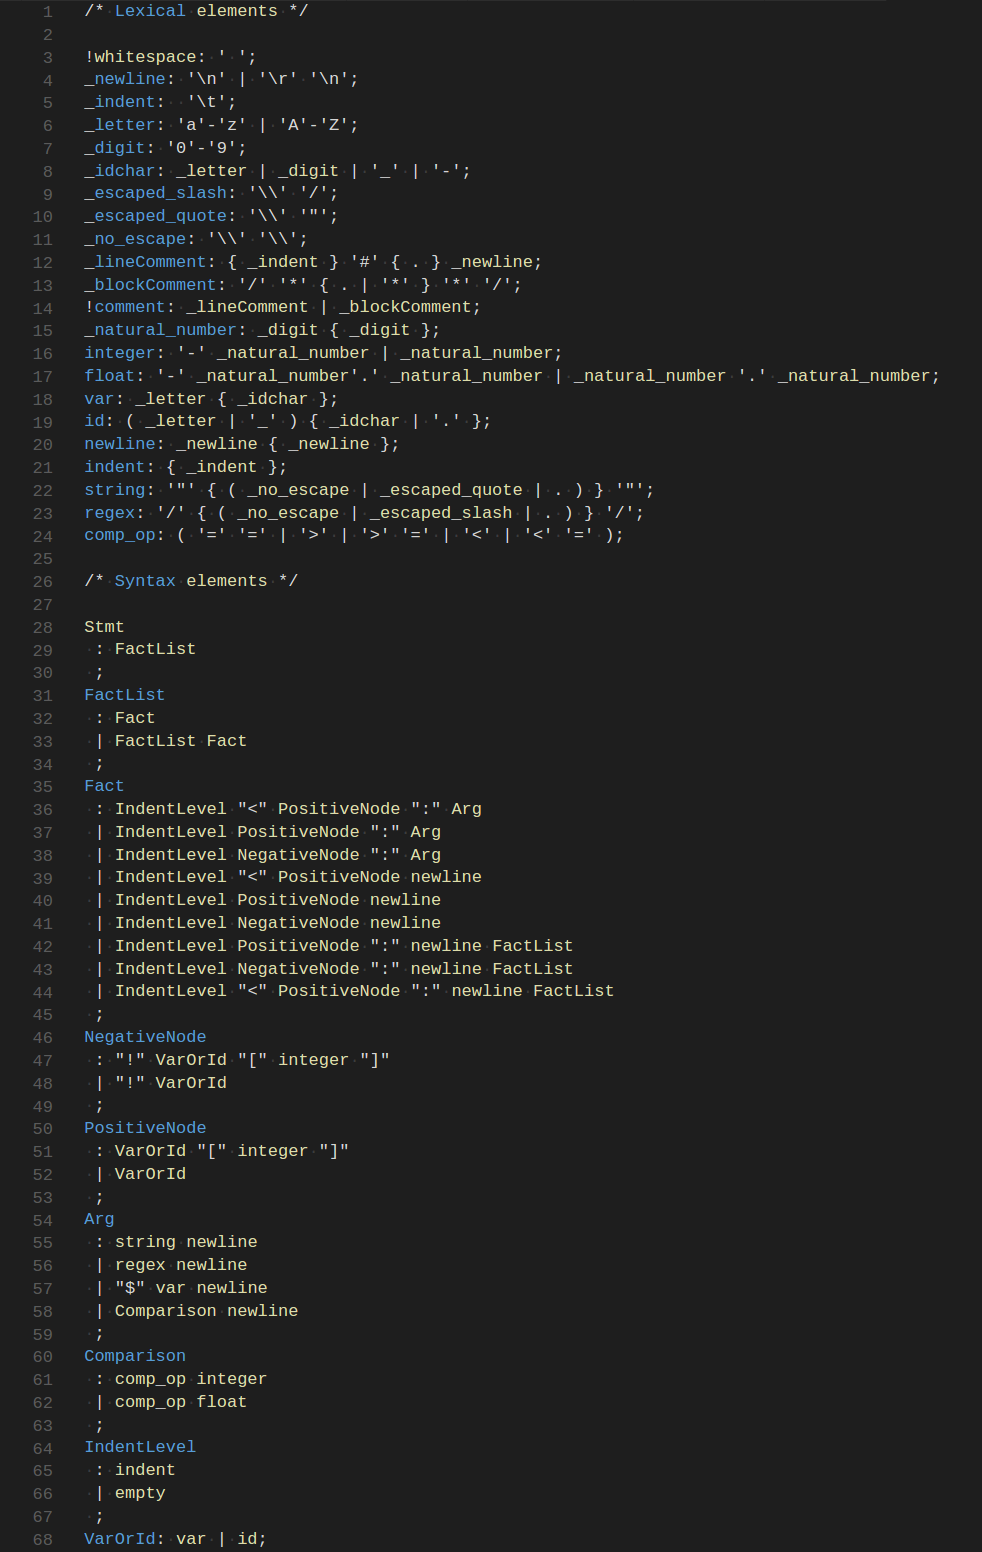 1 /* Lexical elements */
2
3 !whitespace: ' ';
4 _newline: '\n' | '\r' '\n';
5 _indent:  '\t';
6 _letter: 'a'-'z' | 'A'-'Z';
7 _digit: '0'-'9';
8 _idchar: _letter | _digit | '_' | '-';
9 _escaped_slash: '\\' '/';
10 _escaped_quote: '\\' '"';
11 _no_escape: '\\' '\\';
12 _lineComment: { _indent } '#' { . } _newline;
13 _blockComment: '/' '*' { . | '*' } '*' '/';
14 !comment: _lineComment | _blockComment;
15 _natural_number: _digit { _digit };
16 integer: '-' _natural_number | _natural_number;
17 float: '-' _natural_number'.' _natural_number | _natural_number '.' _natural_number;
18 var: _letter { _idchar };
19 id: ( _letter | '_' ) { _idchar | '.' };
20 newline: _newline { _newline };
21 indent: { _indent };
22 string: '"' { ( _no_escape | _escaped_quote | . ) } '"';
23 regex: '/' { ( _no_escape | _escaped_slash | . ) } '/';
24 comp_op: ( '=' '=' | '>' | '>' '=' | '<' | '<' '=' );
25
26 /* Syntax elements */
27
28 Stmt
29  : FactList
30  ;
31 FactList
32  : Fact
33  | FactList Fact
34  ;
35 Fact
36  : IndentLevel "<" PositiveNode ":" Arg
37  | IndentLevel PositiveNode ":" Arg
38  | IndentLevel NegativeNode ":" Arg
39  | IndentLevel "<" PositiveNode newline
40  | IndentLevel PositiveNode newline
41  | IndentLevel NegativeNode newline
42  | IndentLevel PositiveNode ":" newline FactList
43  | IndentLevel NegativeNode ":" newline FactList
44  | IndentLevel "<" PositiveNode ":" newline FactList
45  ;
46 NegativeNode
47  : "!" VarOrId "[" integer "]"
48  | "!" VarOrId
49  ;
50 PositiveNode
51  : VarOrId "[" integer "]"
52  | VarOrId
53  ;
54 Arg
55  : string newline
56  | regex newline
57  | "$" var newline
58  | Comparison newline
59  ;
60 Comparison
61  : comp_op integer
62  | comp_op float
63  ;
64 IndentLevel
65  : indent
66  | empty
67  ;
68 VarOrId: var | id;